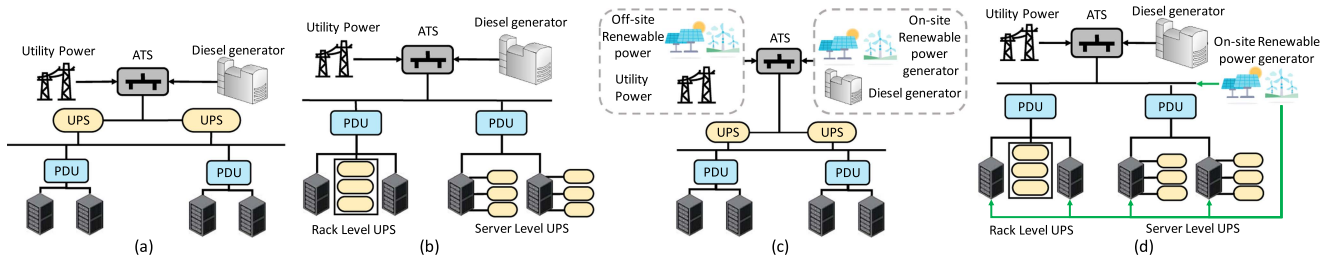 Utility Power
ATS
Diesel generator
UPS
UPS
PDU
PDU
(a)
Utility Power
ATS
Diesel generator
PDU
PDU
Rack Level UPS
Server Level UPS
(b)
Off-site
Renewable
power
Utility
Power
ATS
On-site
Renewable
power
generator
Diesel generator
UPS
UPS
PDU
PDU
(c)
Utility Power
ATS
Diesel generator
On-site Renewable
power generator
PDU
PDU
Rack Level UPS
Server Level UPS
(d)